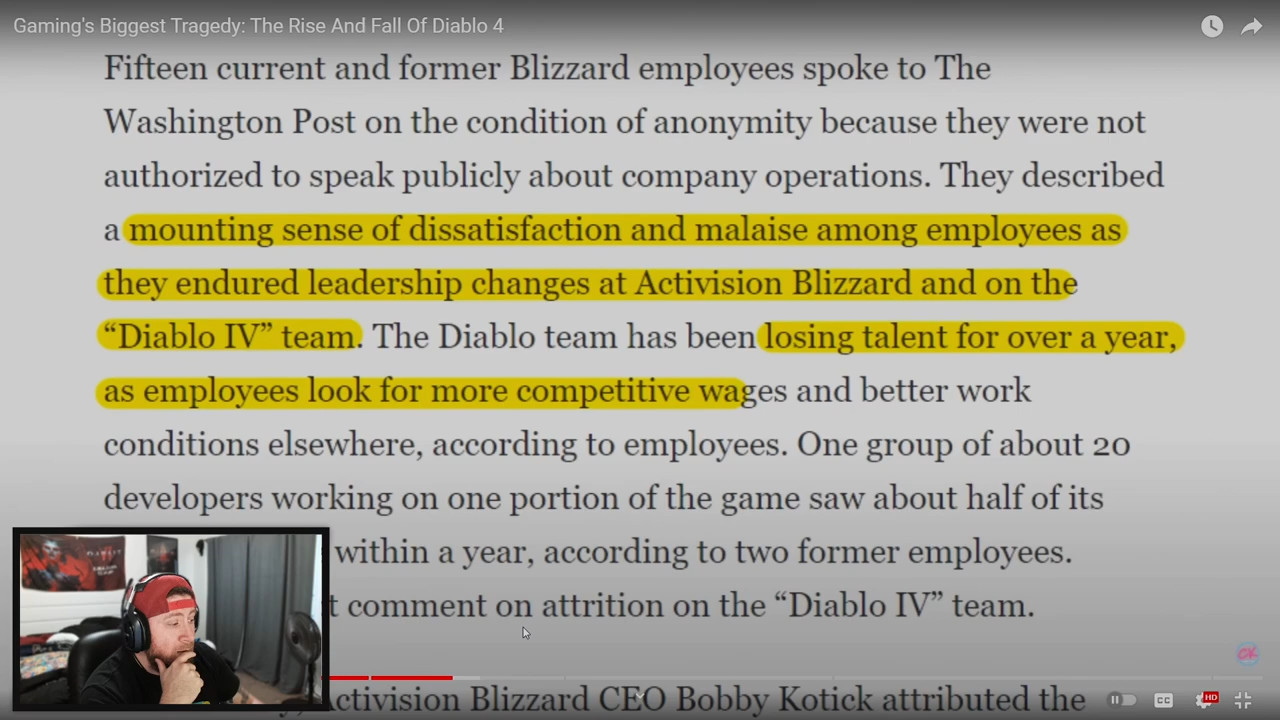 Gaming's Biggest Tragedy: The Rise And Fall Of Diablo 4
Fifteen current and former Blizzard employees spoke to The
Washington Post on the condition of anonymity because they were not
authorized to speak publicly about company operations. They described
a mounting sense of dissatisfaction and malaise among employees as
they endured leadership changes at Activision Blizzard and on the
“Diablo IV” team. The Diablo team has been losing talent for over a year,
as employees look for more competitive wages and better work
conditions elsewhere, according to employees. One group of about 20
developers working on one portion of the game saw about half of its
within a year, according to two former employees.
comment on attrition on the “Diablo IV” team.
Activision Blizzard CEO Bobby Kotick attributed the
CC
HD